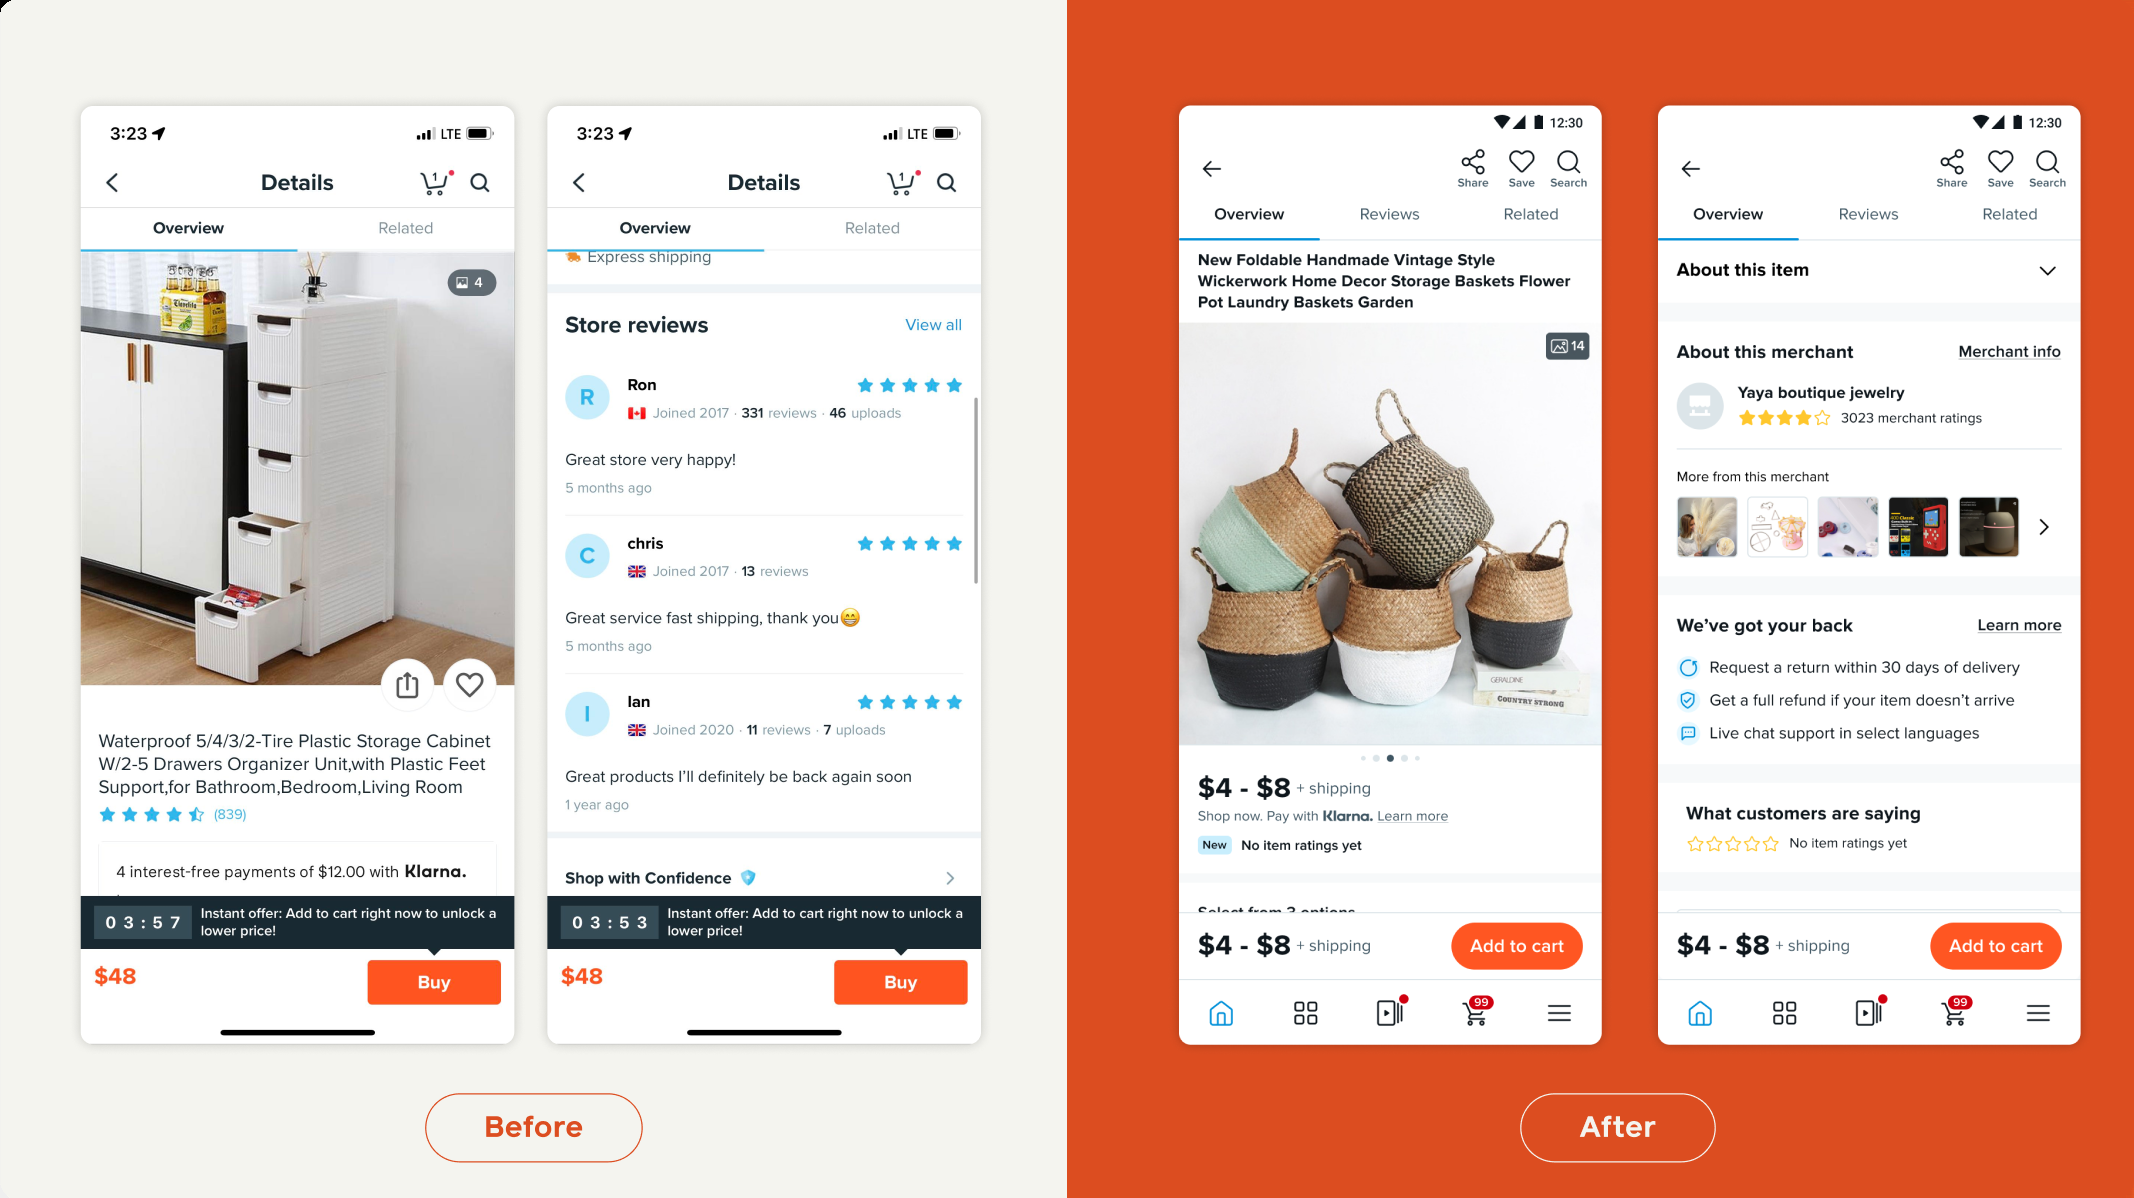 3:23
LTE
Details
1
Overview
Related
4
Waterproof 5/4/3/2-Tire Plastic Storage Cabinet
W/2-5 Drawers Organizer Unit,with Plastic Feet
Support,for Bathroom,Bedroom,Living Room
(839)
4 interest-free payments of $12.00 with Klarna.
03:57
Instant offer: Add to cart right now to unlock a
lower price!
$48
Buy
3:23
LTE
Details
1
Overview
Related
Express shipping
Store reviews
View all
R
Ron
Joined 2017 · 331 reviews · 46 uploads
Great store very happy!
5 months ago
C
chris
Joined 2017 · 13 reviews
Great service fast shipping, thank you😁
5 months ago
I
Ian
Joined 2020 · 11 reviews · 7 uploads
Great products I'll definitely be back again soon
1 year ago
Shop with Confidence
03:53
Instant offer: Add to cart right now to unlock a
lower price!
$48
Buy
Before
12:30
Share
Save
Search
Overview
Reviews
Related
New Foldable Handmade Vintage Style
Wickerwork Home Decor Storage Baskets Flower
Pot Laundry Baskets Garden
14
GERALDINE
COUNTRY STRONG
$4 - $8 + shipping
Shop now. Pay with Klarna. Learn more
New
No item ratings yet
Select from 3 options
$4 - $8 + shipping
Add to cart
99
12:30
Share
Save
Search
Overview
Reviews
Related
About this item
About this merchant
Merchant info
Yaya boutique jewelry
3023 merchant ratings
More from this merchant
We've got your back
Learn more
Request a return within 30 days of delivery
Get a full refund if your item doesn't arrive
Live chat support in select languages
What customers are saying
No item ratings yet
$4 - $8 + shipping
Add to cart
99
After